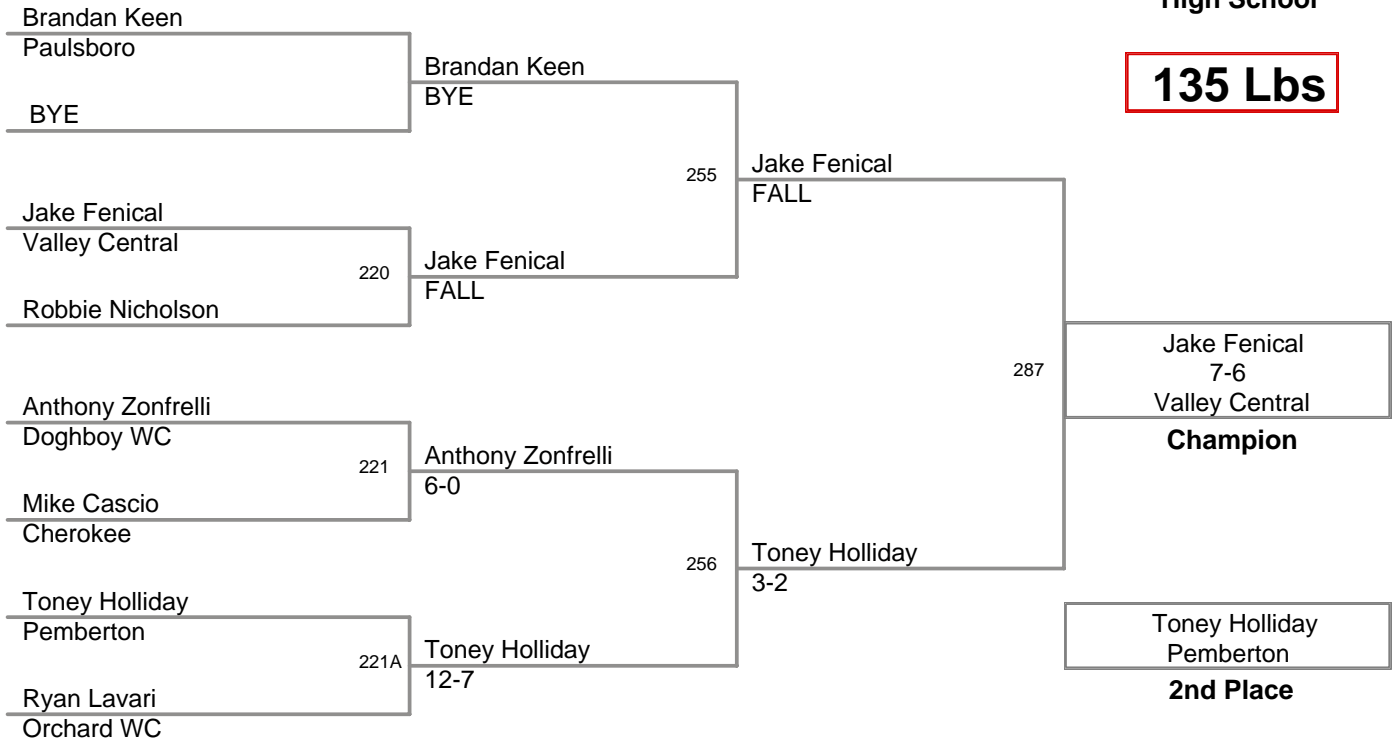 High School
135 Lbs
Brandan Keen
Paulsboro
BYE
Jake Fenical
Valley Central
Robbie Nicholson
Anthony Zonfrelli
Doghboy WC
Mike Cascio
Cherokee
Toney Holliday
Pemberton
Ryan Lavari
Orchard WC
Brandan Keen
BYE
220
Jake Fenical
FALL
221
Anthony Zonfrelli
6-0
221A
Toney Holliday
12-7
255
Jake Fenical
FALL
256
Toney Holliday
3-2
287
Jake Fenical
7-6
Valley Central
Champion
Toney Holliday
Pemberton
2nd Place